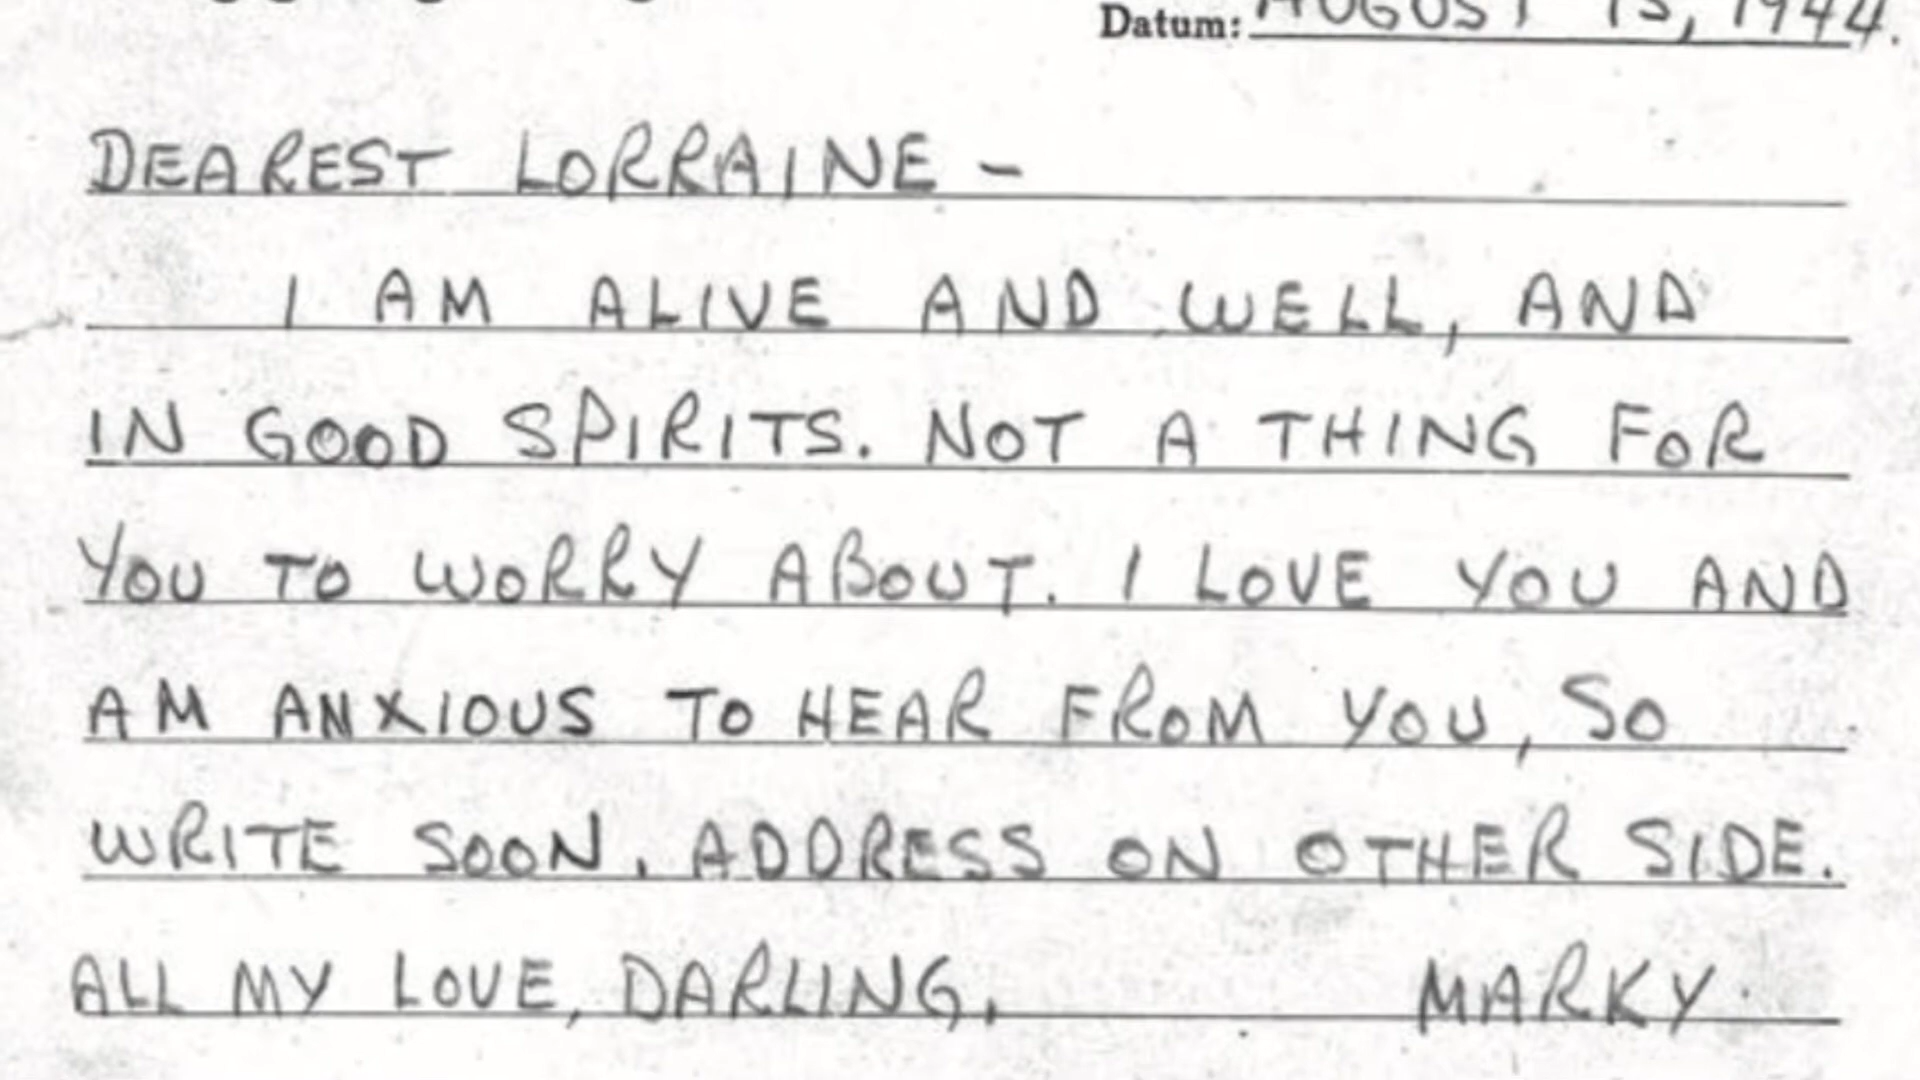 Datum: AUGUST 15, 1944.
DEAREST LORRAINE -
I AM ALIVE AND WELL, AND
IN GOOD SPIRITS. NOT A THING FOR
YOU TO WORRY ABOUT. I LOVE YOU AND
AM ANXIOUS TO HEAR FROM YOU, SO
WRITE SOON. ADDRESS ON OTHER SIDE.
ALL MY LOVE, DARLING, MARKY